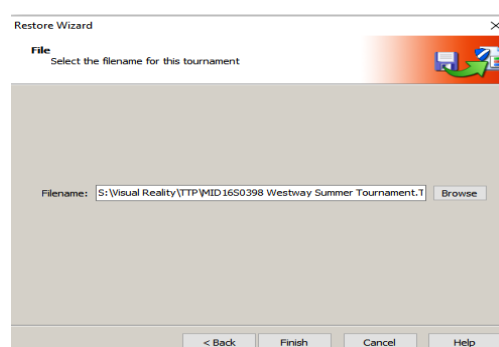 Restore Wizard
File
Select the filename for this tournament
Filename: S:\Visual Reality\TTP\MID16S0398 Westway Summer Tournament.T Browse
< Back Finish Cancel Help